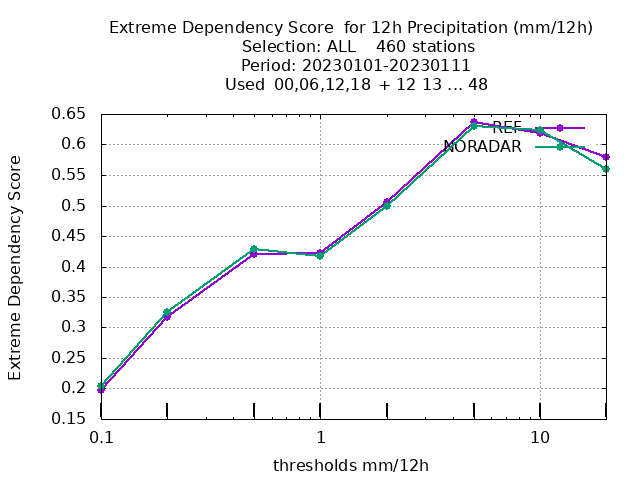 Extreme Dependency Score  for 12h Precipitation (mm/12h)
Selection: ALL    460 stations
Period: 20230101-20230111
Used  00,06,12,18  + 12 13 ... 48
Extreme Dependency Score
0.65
0.6
0.55
0.5
0.45
0.4
0.35
0.3
0.25
0.2
0.15
REF
NORADAR
0.1
1
10
thresholds mm/12h